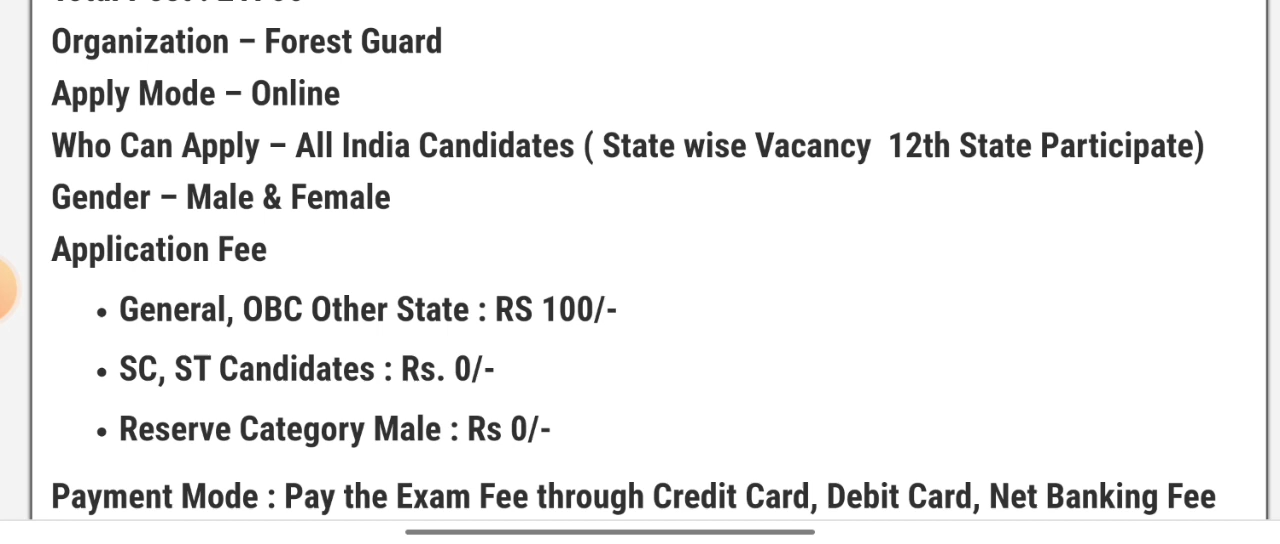 Organization – Forest Guard
Apply Mode – Online
Who Can Apply – All India Candidates ( State wise Vacancy 12th State Participate)
Gender – Male & Female
Application Fee
• General, OBC Other State : RS 100/-
• SC, ST Candidates : Rs. 0/-
• Reserve Category Male : Rs 0/-
Payment Mode : Pay the Exam Fee through Credit Card, Debit Card, Net Banking Fee